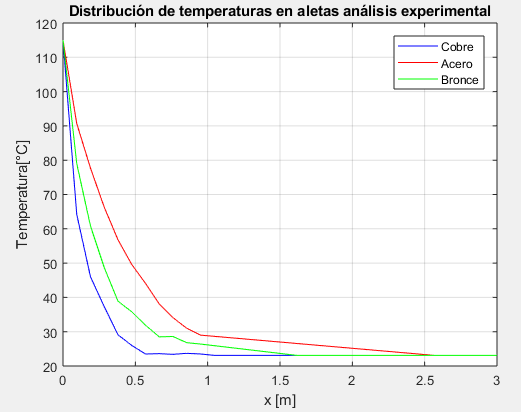 Distribución de temperaturas en aletas análisis experimental
120
110
100
90
80
70
60
50
40
30
20
Temperatura[°C]
Cobre
Acero
Bronce
0 0.5 1 1.5 2 2.5 3
x [m]